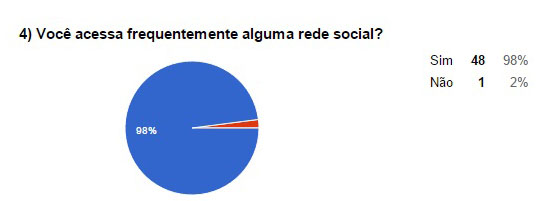 4) Você acessa frequentemente alguma rede social?
Sim 48 98%
Não 1 2%
98%